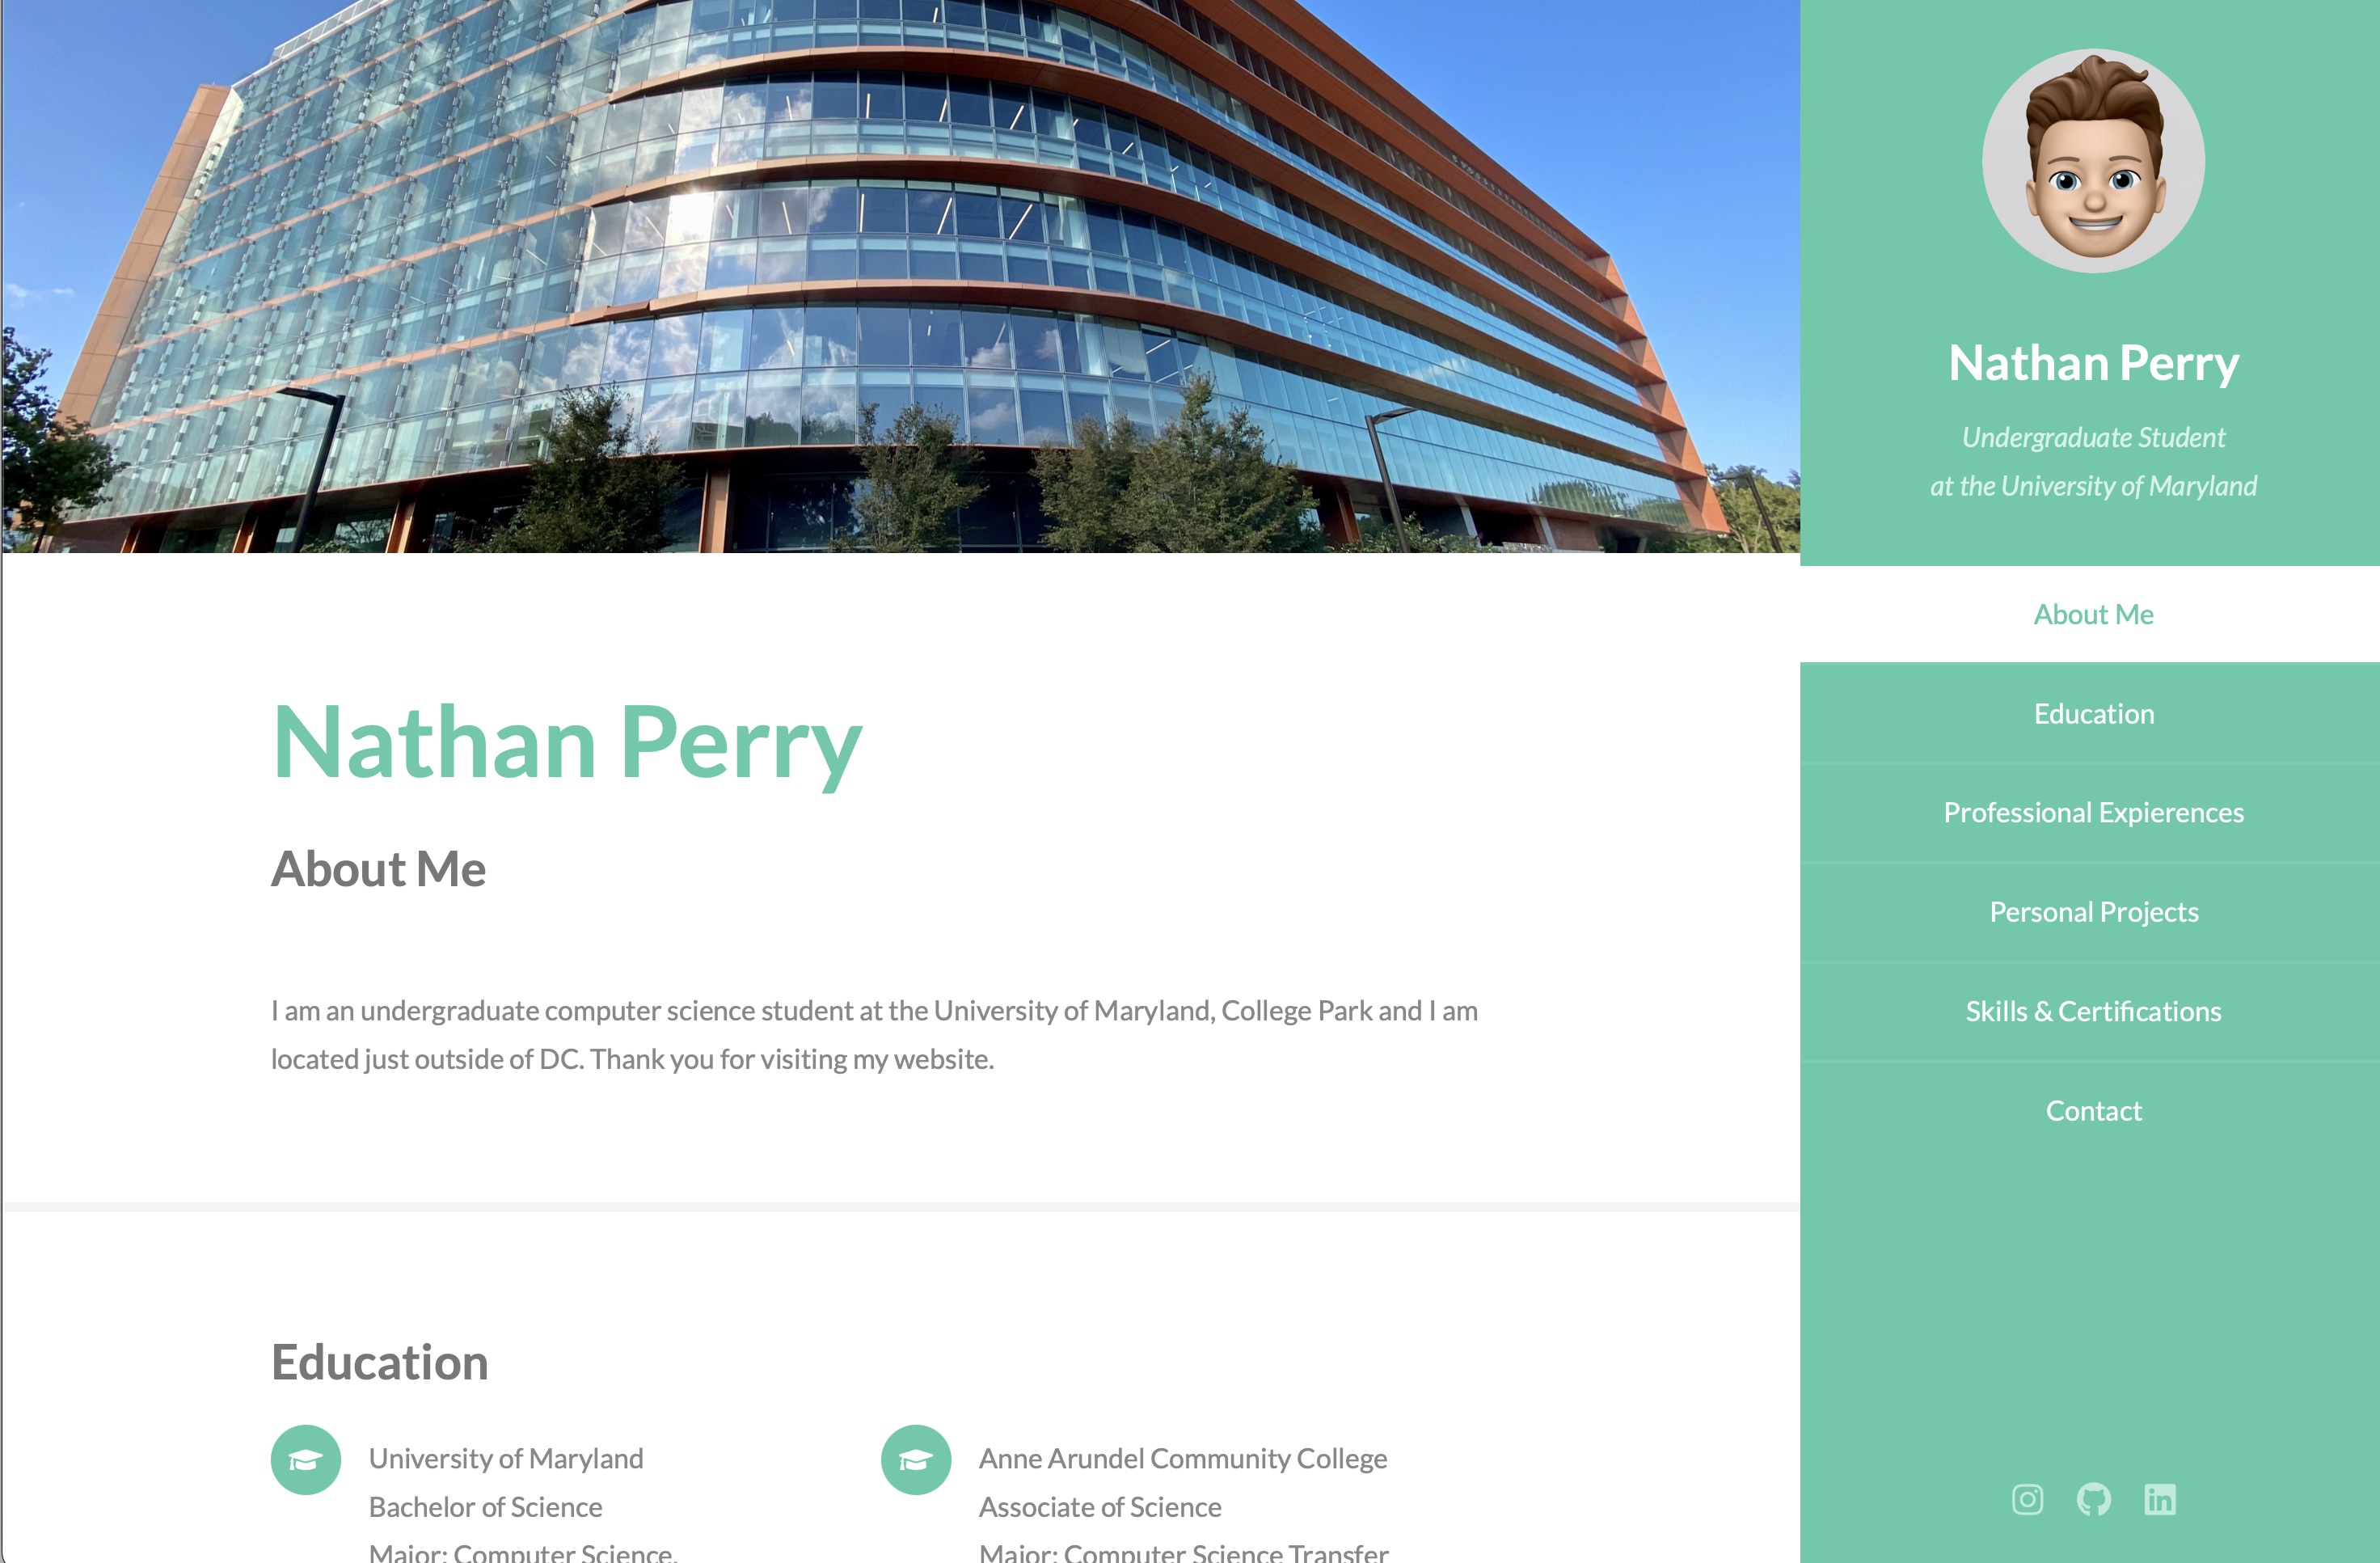 Nathan Perry
Undergraduate Student
at the University of Maryland
About Me
Education
Professional Expierences
Personal Projects
Skills & Certifications
Contact
Nathan Perry
About Me
I am an undergraduate computer science student at the University of Maryland, College Park and I am
located just outside of DC. Thank you for visiting my website.
Education
University of Maryland
Bachelor of Science
Major: Computer Science,
Anne Arundel Community College
Associate of Science
Major: Computer Science Transfer